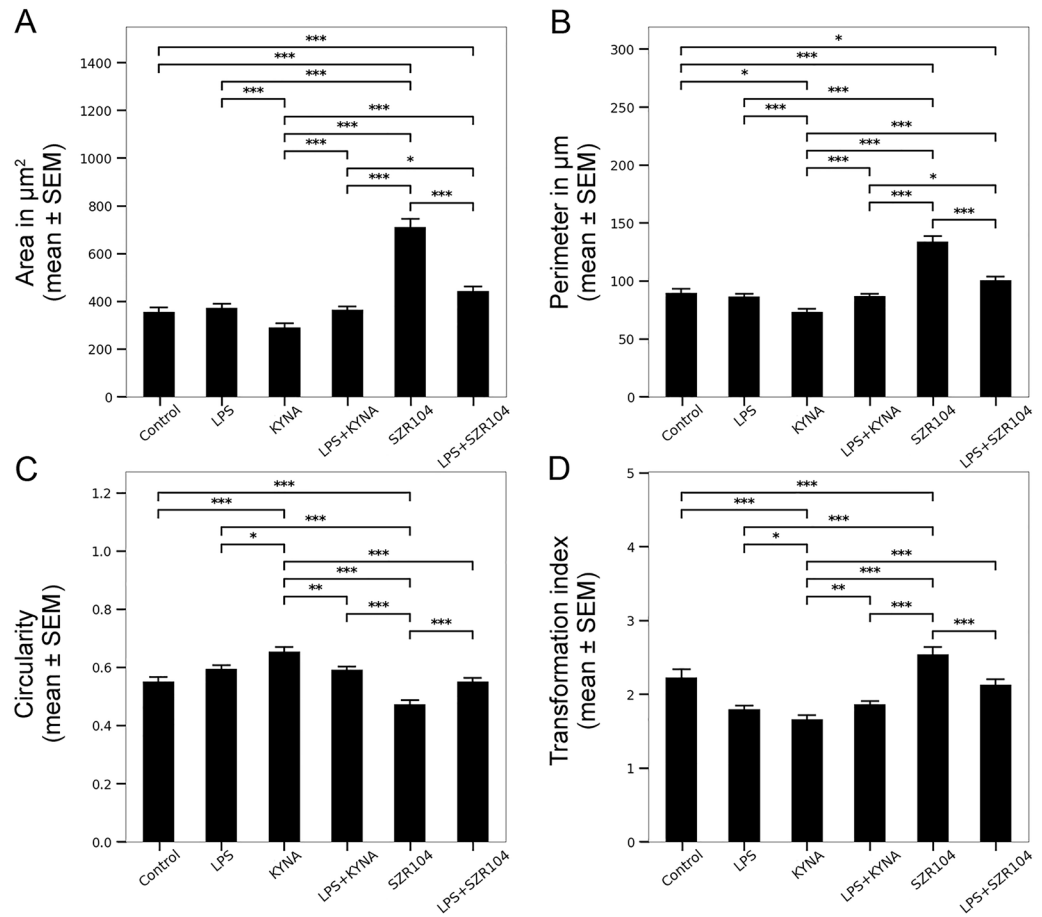 A
Area in µm²
(mean ± SEM)
1400
1200
1000
800
600
400
200
0
***
***
***
***
***
***
***
*
***
***
Control
LPS
KYNA
LPS+KYNA
SZR104
LPS+SZR104
B
Perimeter in µm
(mean ± SEM)
300
250
200
150
100
50
0
*
***
*
***
***
***
***
***
*
***
***
Control
LPS
KYNA
LPS+KYNA
SZR104
LPS+SZR104
C
Circularity
(mean ± SEM)
1.2
1.0
0.8
0.6
0.4
0.2
0.0
***
***
***
*
***
***
**
***
***
Control
LPS
KYNA
LPS+KYNA
SZR104
LPS+SZR104
D
Transformation index
(mean ± SEM)
5
4
3
2
1
0
***
***
***
*
***
***
**
***
***
Control
LPS
KYNA
LPS+KYNA
SZR104
LPS+SZR104